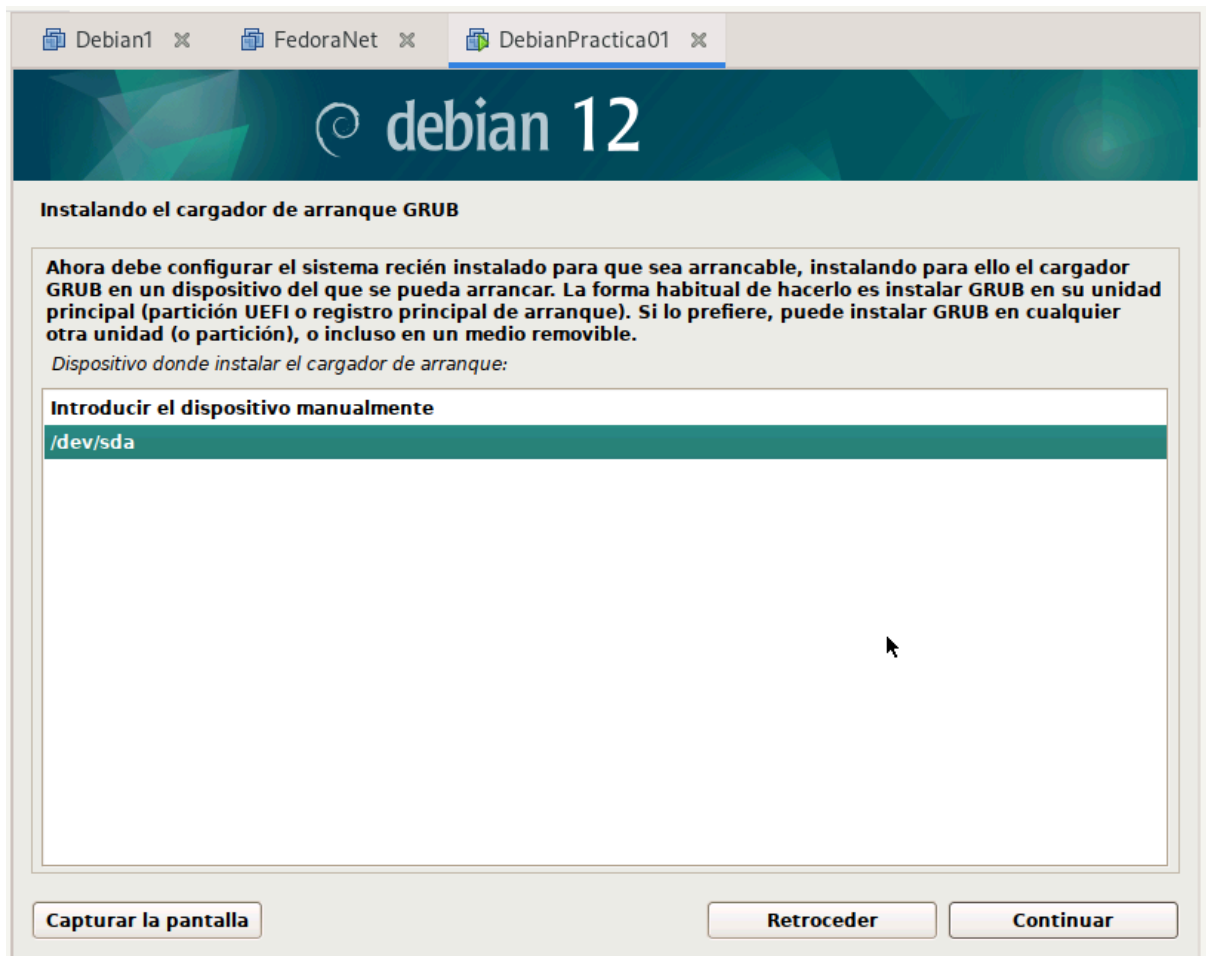 Debian1 FedoraNet DebianPractica01
debian 12
Instalando el cargador de arranque GRUB
Ahora debe configurar el sistema recién instalado para que sea arrancable, instalando para ello el cargador
GRUB en un dispositivo del que se pueda arrancar. La forma habitual de hacerlo es instalar GRUB en su unidad
principal (partición UEFI o registro principal de arranque). Si lo prefiere, puede instalar GRUB en cualquier
otra unidad (o partición), o incluso en un medio removible.
Dispositivo donde instalar el cargador de arranque:
Introducir el dispositivo manualmente
/dev/sda
Capturar la pantalla Retroceder Continuar